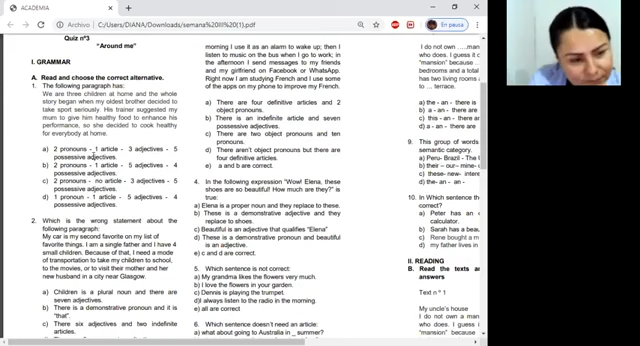 ACADEMIA
Archivo
C:/Users/DIANA/Downloads/semana%20III%20(1).pdf
En pausa
Quiz nº3
"Around me"
I. GRAMMAR
A. Read and choose the correct alternative.
1. The following paragraph has:
We are three children at home and the whole
story began when my oldest brother decided to
take sport seriously. His trainer suggested my
mum to give him healthy food to enhance his
performance, so she decided to cook healthy
for everybody at home.
a) 2 pronouns - 1 article - 3 adjectives - 5
possessive adjectives.
b) 2 pronouns - 1 article - 5 adjectives - 4
possessive adjectives.
c) 2 pronouns - no article - 3 adjectives - 5
possessive adjectives.
d) 1 pronoun - 1 article - 5 adjectives - 4
possessive adjectives.
2. Which is the wrong statement about the
following paragraph:
My car is my second favorite on my list of
favorite things. I am a single father and I have 4
small children. Because of that, I need a mode
of transportation to take my children to school,
to the movies, or to visit their mother and her
new husband in a city near Glasgow.
a) Children is a plural noun and there are
seven adjectives.
b) There is a demonstrative pronoun and it is
"that".
c) There six adjectives and two indefinite
articles.
morning I use it as an alarm to wake up; then I
listen to music on the bus when I go to work; in
the afternoon I send messages to my friends
and my girlfriend on Facebook or WhatsApp.
Right now I am studying French and I use some
of the apps on my phone to improve my French.
a) There are four definitive articles and 2
object pronouns.
b) There is an indefinite article and seven
possessive adjectives.
c) There are two object pronouns and ten
pronouns.
d) There aren't object pronouns but there are
four definitive articles.
e) a and b are correct.
4. In the following expression "Wow! Elena, these
shoes are so beautiful! How much are they?" is
true:
a) Elena is a proper noun and they replace to these.
b) These is a demonstrative adjective and they
replace to shoes.
c) Beautiful is an adjective that qualifies "Elena"
d) These is a demonstrative pronoun and beautiful
is an adjective.
e) c and d are correct.
5. Which sentence is not correct:
a) My grandma likes the flowers very much.
b) I love the flowers in your garden.
c) Dennis is playing the trumpet.
d)I always listen to the radio in the morning.
e) all are correct
6. Which sentence doesn't need an article:
a) what about going to Australia in _ summer?
I do not own ….man
who does. I guess it d
"mansion" because ..
bedrooms and a total
has two living rooms a
to … terrace.
a) the - an - there is
b) a - an - there are
c) this - an - there
d) a - an - there are
9. This group of words
semantic category.
a) Peru- Brazil - The U
b) their – our– mine-
c) these- new- intere
d) the- an - an -
10. In Which sentence th
correct?
a) Peter has an
calculator.
b) Sarah has a beau
c) Rene bought a m
d) my father lives in
II. READING
B. Read the texts a
answers
Text n ª 1
My uncle's house
I do not own a man
who does. I guess i
"mansion" because